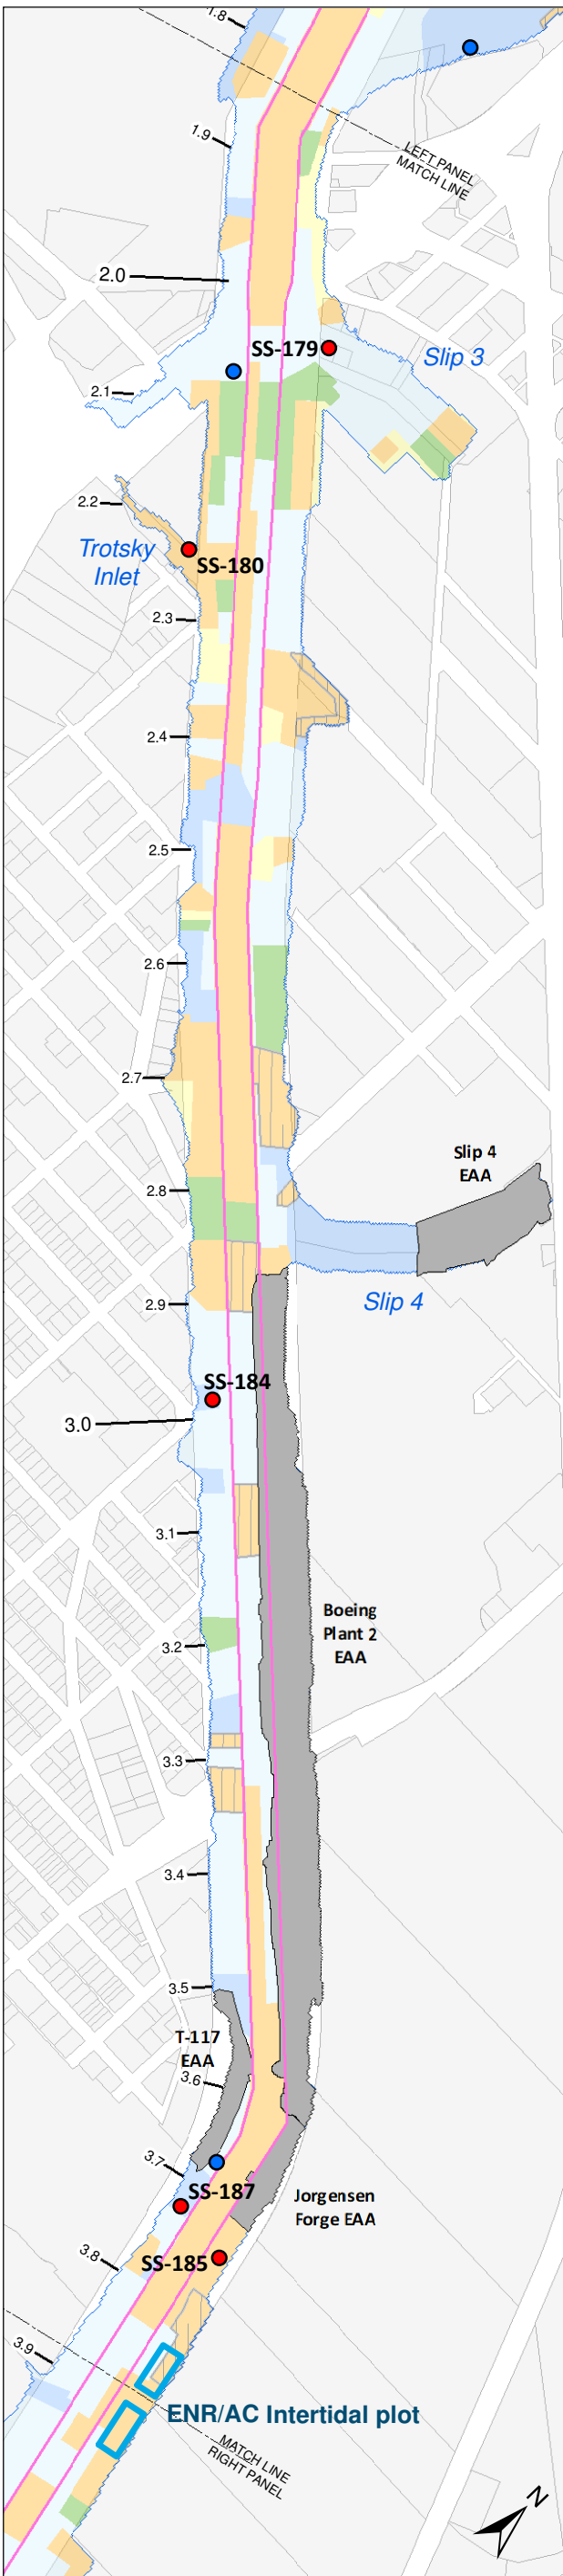 1.8
1.9
LEFT PANEL
MATCH LINE
2.0
SS-179
Slip 3
2.1
2.2
Trotsky
Inlet
SS-180
2.3
2.4
2.5
2.6
2.7
Slip 4
EAA
2.8
2.9
Slip 4
SS-184
3.0
3.1
Boeing
Plant 2
EAA
3.2
3.3
3.4
3.5
T-117
EAA
3.6
3.7
SS-187
Jorgensen
Forge EAA
3.8
SS-185
3.9
ENR/AC Intertidal plot
MATCH LINE
RIGHT PANEL
N